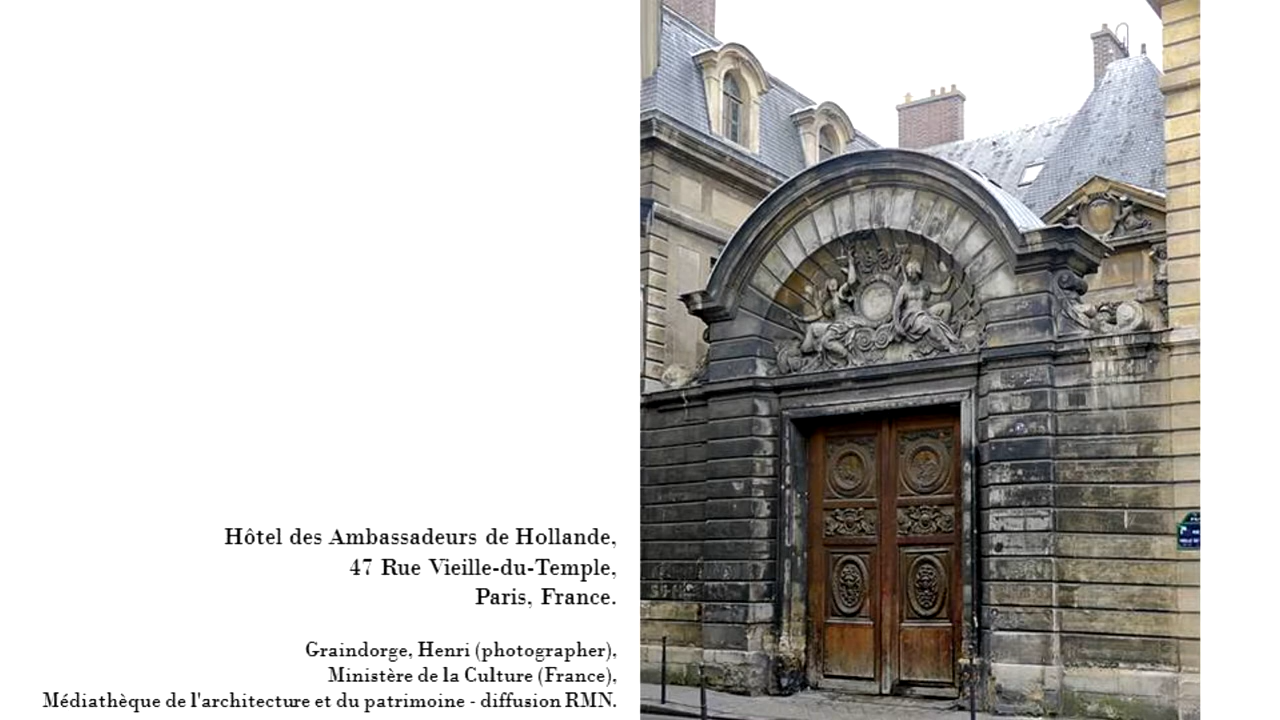 Hôtel des Ambassadeurs de Hollande,
47 Rue Vieille-du-Temple,
Paris, France.
Graindorge, Henri (photographer),
Ministère de la Culture (France),
Médiathèque de l'architecture et du patrimoine - diffusion RMN.